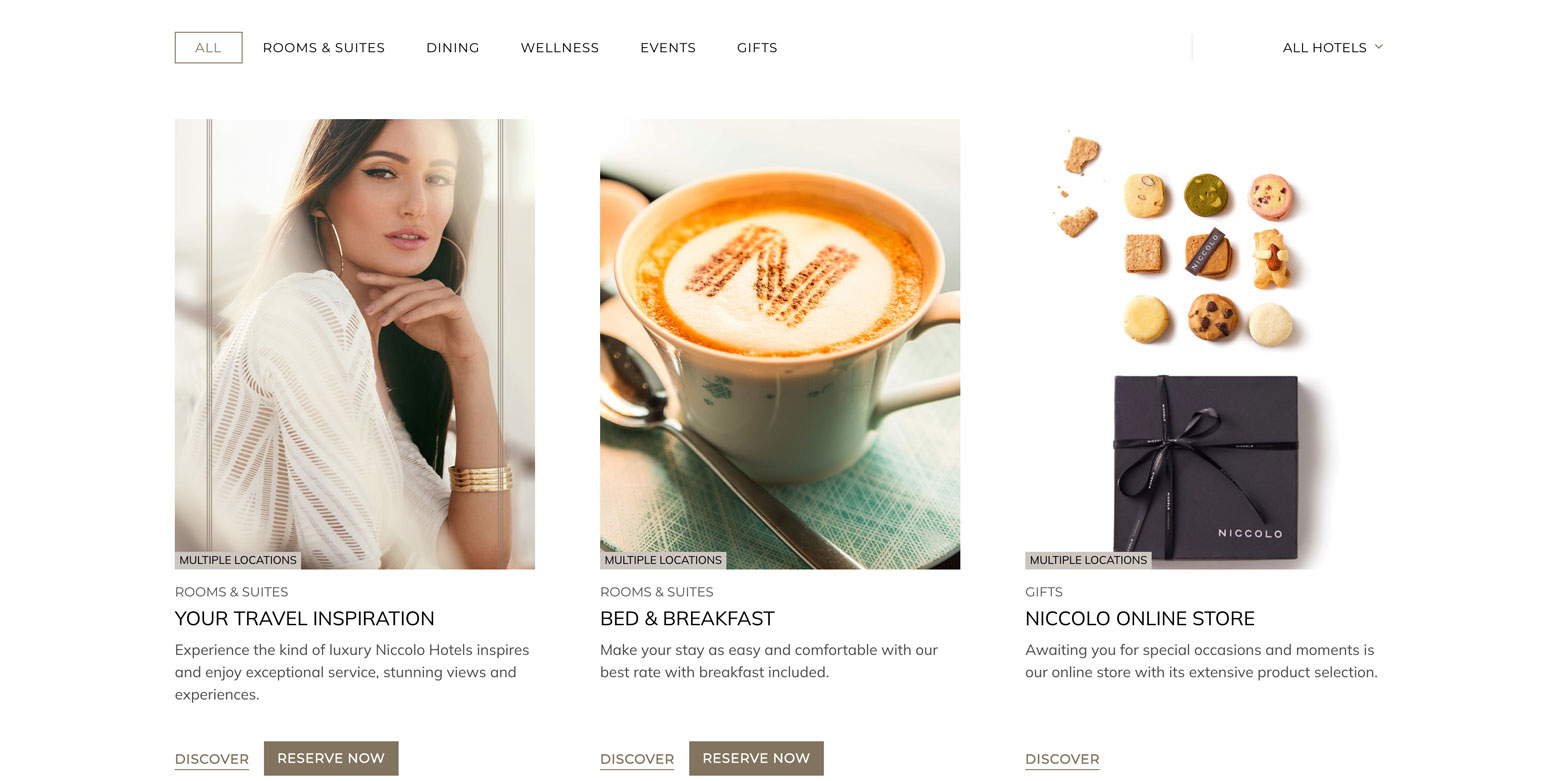 ALL
ROOMS & SUITES
DINING
WELLNESS
EVENTS
GIFTS
ALL HOTELS
N
NICCOLO
NICCOLO
MULTIPLE LOCATIONS
MULTIPLE LOCATIONS
MULTIPLE LOCATIONS
ROOMS & SUITES
YOUR TRAVEL INSPIRATION
Experience the kind of luxury Niccolo Hotels inspires
and enjoy exceptional service, stunning views and
experiences.
DISCOVER
RESERVE NOW
ROOMS & SUITES
BED & BREAKFAST
Make your stay as easy and comfortable with our
best rate with breakfast included.
DISCOVER
RESERVE NOW
GIFTS
NICCOLO ONLINE STORE
Awaiting you for special occasions and moments is
our online store with its extensive product selection.
DISCOVER